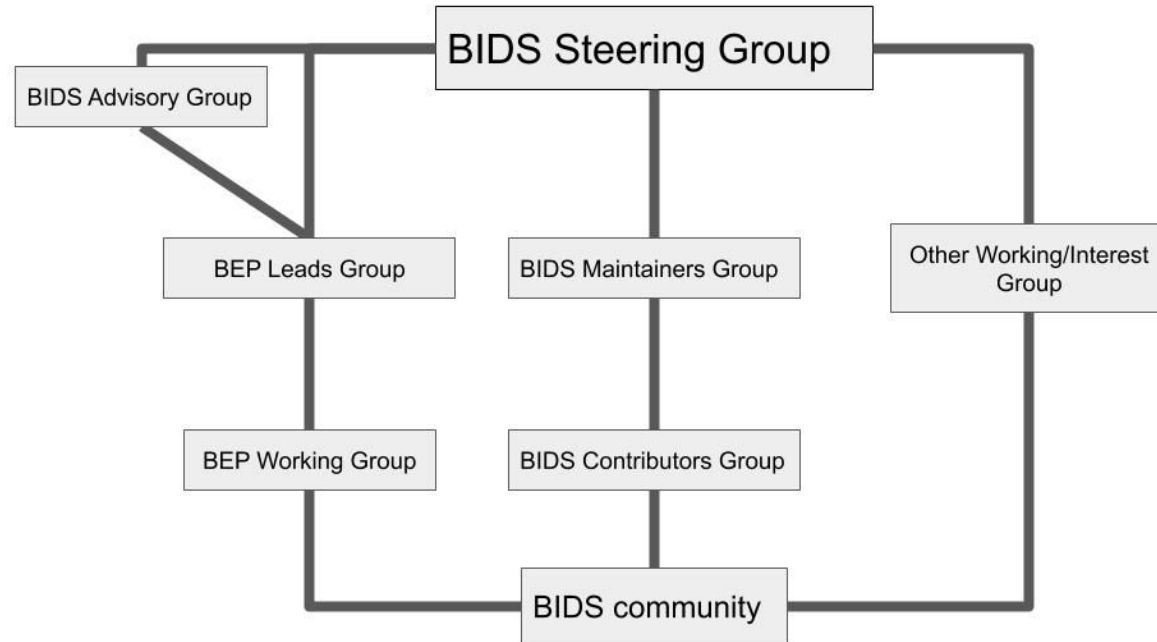 BIDS Steering Group
BIDS Advisory Group
BEP Leads Group
BIDS Maintainers Group
Other Working/Interest
Group
BEP Working Group
BIDS Contributors Group
BIDS community